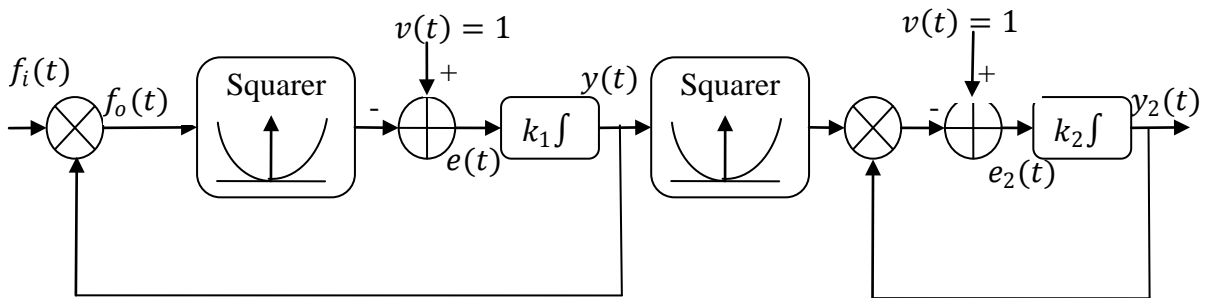 v(t) = 1
v(t) = 1
f_i(t)
f_o(t)
Squarer
-
+
e(t)
k_1∫
y(t)
Squarer
-
+
e_2(t)
k_2∫
y_2(t)